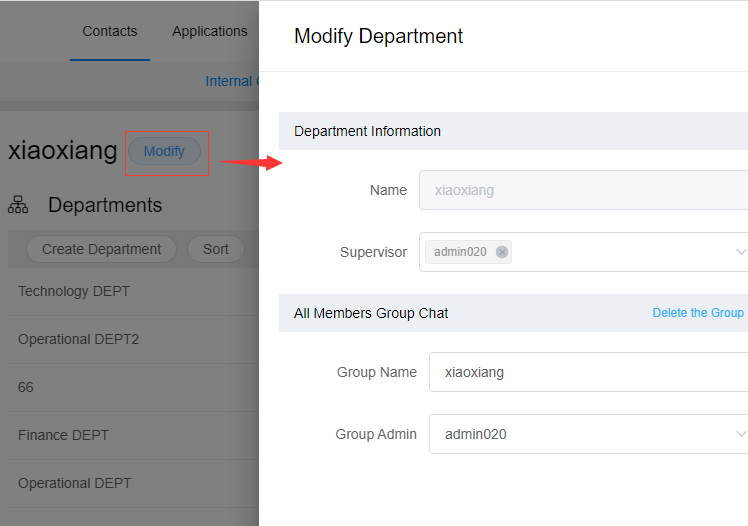 Contacts Applications
Internal
xiaoxiang Modify
Departments
Create Department Sort
Technology DEPT
Operational DEPT2
66
Finance DEPT
Operational DEPT
Modify Department
Department Information
Name xiaoxiang
Supervisor admin020
All Members Group Chat Delete the Group
Group Name xiaoxiang
Group Admin admin020